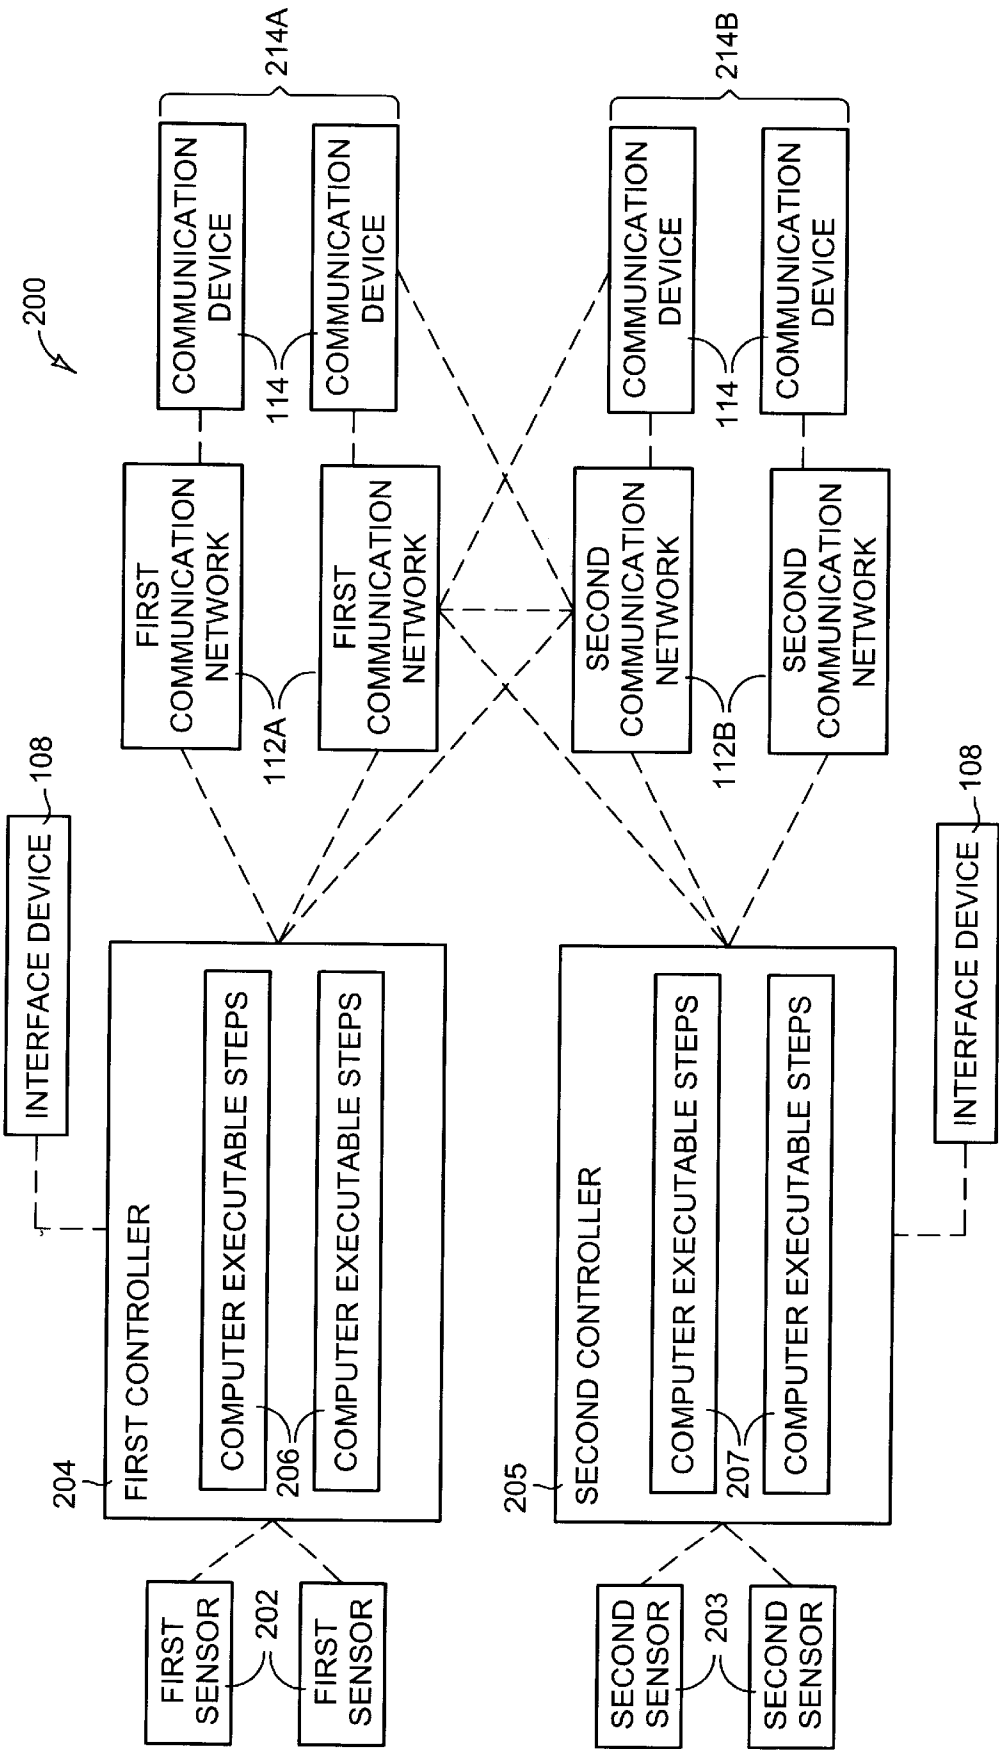 200
INTERFACE DEVICE
108
204
FIRST CONTROLLER
COMPUTER EXECUTABLE STEPS
206
COMPUTER EXECUTABLE STEPS
FIRST
SENSOR
202
FIRST
SENSOR
FIRST
COMMUNICATION
NETWORK
112A
FIRST
COMMUNICATION
NETWORK
COMMUNICATION
DEVICE
114
COMMUNICATION
DEVICE
214A
205
SECOND CONTROLLER
COMPUTER EXECUTABLE STEPS
207
COMPUTER EXECUTABLE STEPS
SECOND
SENSOR
203
SECOND
SENSOR
SECOND
COMMUNICATION
NETWORK
112B
SECOND
COMMUNICATION
NETWORK
COMMUNICATION
DEVICE
114
COMMUNICATION
DEVICE
214B
INTERFACE DEVICE
108